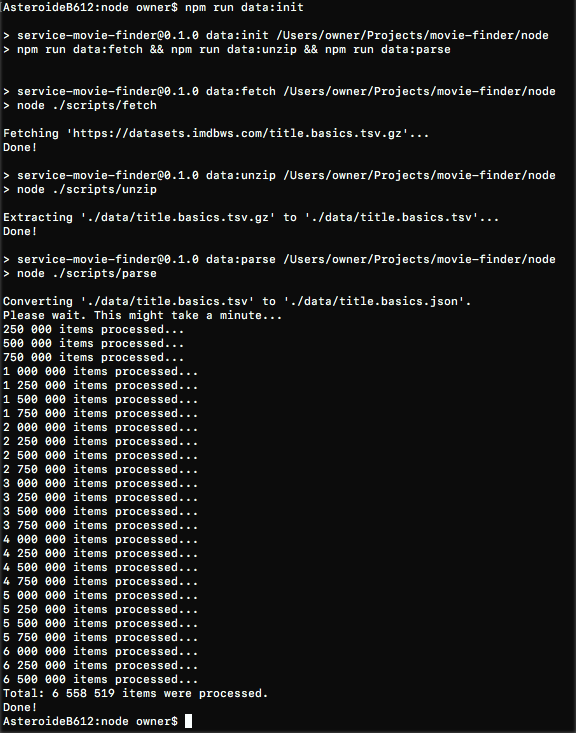 AsteroideB612:node owner$ npm run data:init
> service-movie-finder@0.1.0 data:init /Users/owner/Projects/movie-finder/node
> npm run data:fetch && npm run data:unzip && npm run data:parse
> service-movie-finder@0.1.0 data:fetch /Users/owner/Projects/movie-finder/node
> node ./scripts/fetch
Fetching 'https://datasets.imdbws.com/title.basics.tsv.gz'...
Done!
> service-movie-finder@0.1.0 data:unzip /Users/owner/Projects/movie-finder/node
> node ./scripts/unzip
Extracting './data/title.basics.tsv.gz' to './data/title.basics.tsv'...
Done!
> service-movie-finder@0.1.0 data:parse /Users/owner/Projects/movie-finder/node
> node ./scripts/parse
Converting './data/title.basics.tsv' to './data/title.basics.json'.
Please wait. This might take a minute...
250 000 items processed...
500 000 items processed...
750 000 items processed...
1 000 000 items processed...
1 250 000 items processed...
1 500 000 items processed...
1 750 000 items processed...
2 000 000 items processed...
2 250 000 items processed...
2 500 000 items processed...
2 750 000 items processed...
3 000 000 items processed...
3 250 000 items processed...
3 500 000 items processed...
3 750 000 items processed...
4 000 000 items processed...
4 250 000 items processed...
4 500 000 items processed...
4 750 000 items processed...
5 000 000 items processed...
5 250 000 items processed...
5 500 000 items processed...
5 750 000 items processed...
6 000 000 items processed...
6 250 000 items processed...
6 500 000 items processed...
Total: 6 558 519 items were processed.
Done!
AsteroideB612:node owner$